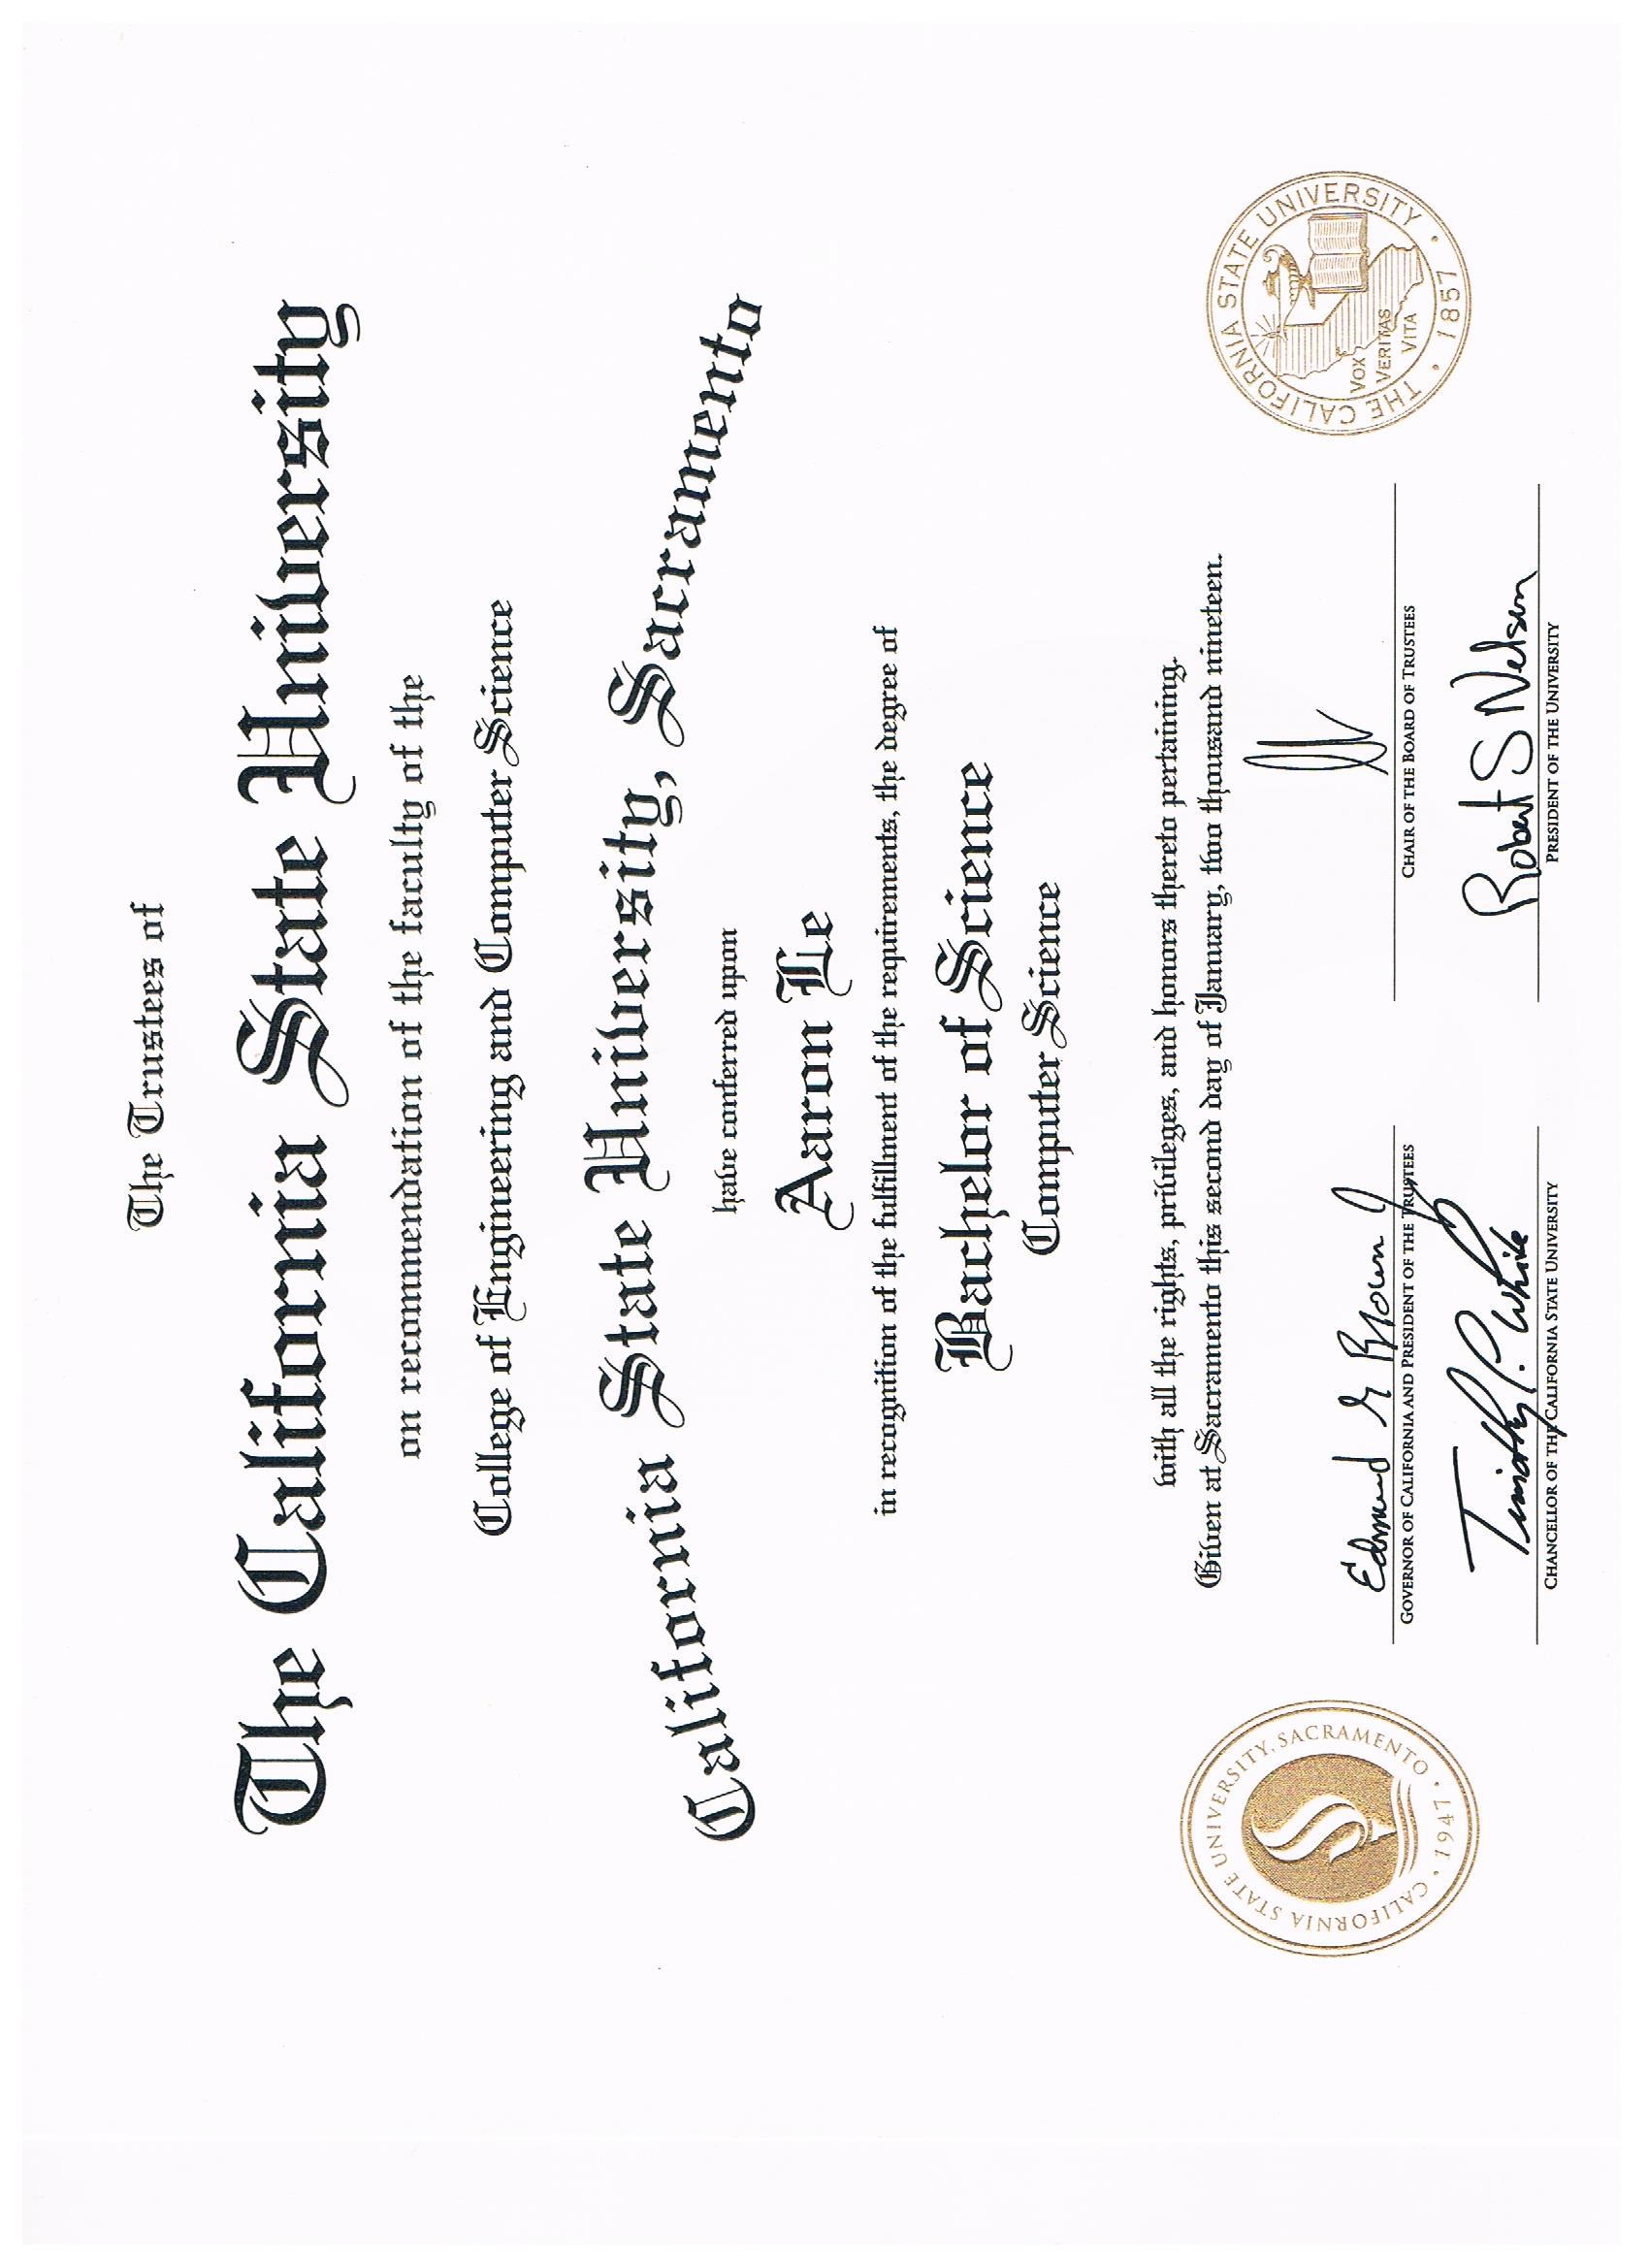 The Trustees of
The California State University
on recommendation of the faculty of the
College of Engineering and Computer Science
California State University, Sacramento
have conferred upon
Aaron Le
in recognition of the fulfillment of the requirements, the degree of
Bachelor of Science
Computer Science
with all the rights, privileges, and honors thereto pertaining.
Given at Sacramento this second day of January, two thousand nineteen.
CALIFORNIA STATE UNIVERSITY, SACRAMENTO • 1947 •
Edmund G Brown Jr
GOVERNOR OF CALIFORNIA AND PRESIDENT OF THE TRUSTEES
CHAIR OF THE BOARD OF TRUSTEES
Timothy P. White
CHANCELLOR OF THE CALIFORNIA STATE UNIVERSITY
Robert S Nelsen
PRESIDENT OF THE UNIVERSITY
THE CALIFORNIA STATE UNIVERSITY • 1857 •
VOX
VERITAS
VITA